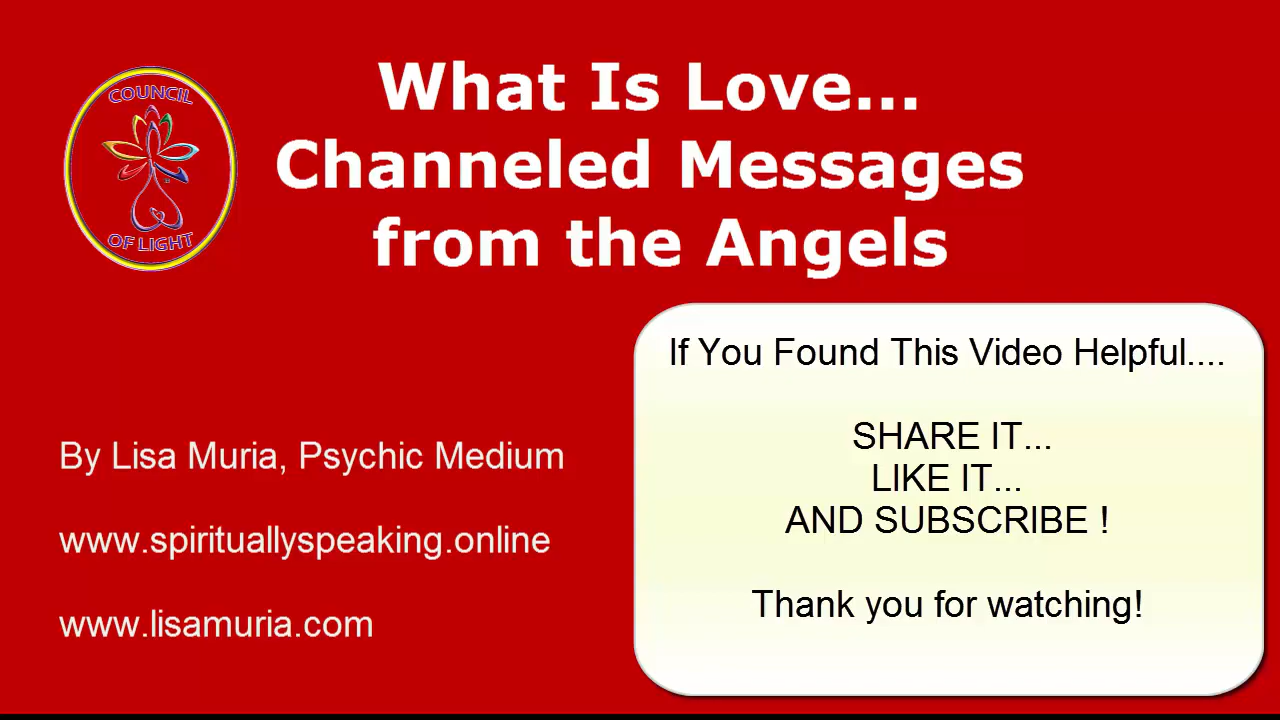 COUNCIL
OF LIGHT
What Is Love...
Channeled Messages
from the Angels
By Lisa Muria, Psychic Medium
www.spirituallyspeaking.online
www.lisamuria.com
If You Found This Video Helpful....
SHARE IT...
LIKE IT...
AND SUBSCRIBE !
Thank you for watching!